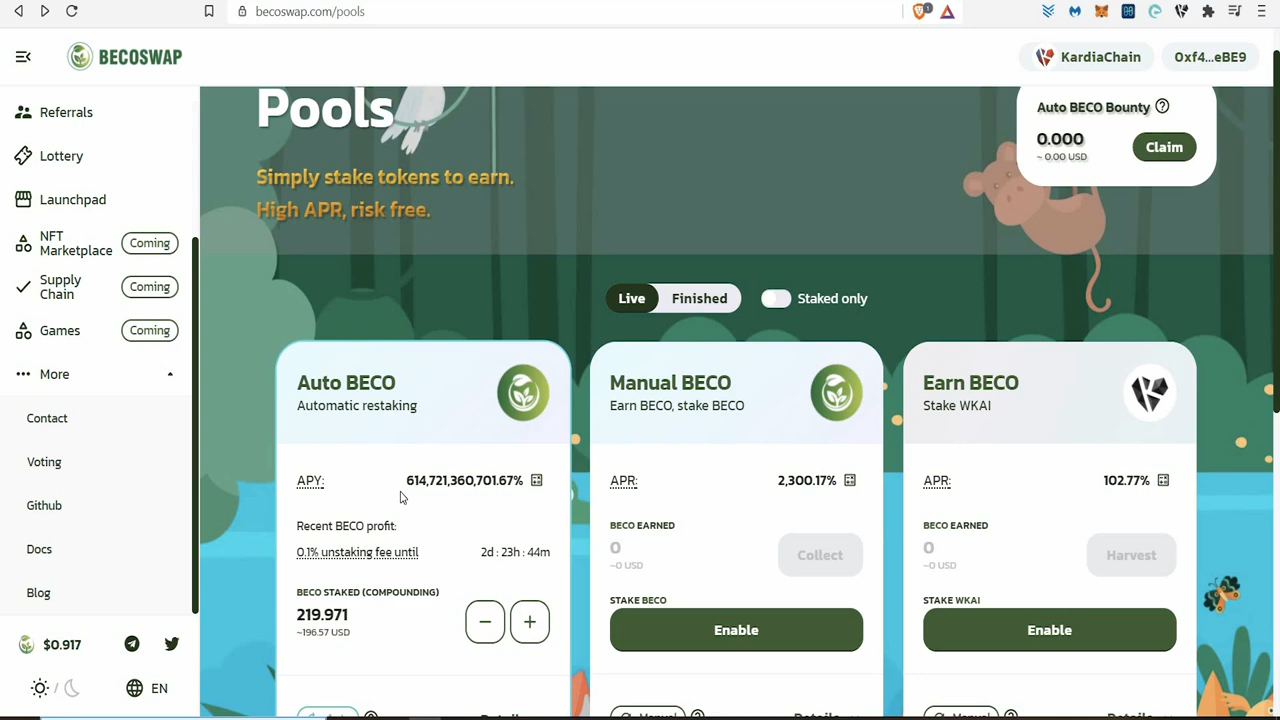 becoswap.com/pools
1
BECOSWAP
KardiaChain
0xf4...eBE9
Referrals
Lottery
Launchpad
NFT
Marketplace
Coming
Supply
Chain
Coming
Games
Coming
More
Contact
Voting
Github
Docs
Blog
$0.917
/
EN
Pools
Simply stake tokens to earn.
High APR, risk free.
Auto BECO Bounty
0.000
~ 0.00 USD
Claim
Live
Finished
Staked only
Auto BECO
Automatic restaking
APY:
614,721,360,701.67%
Recent BECO profit:
0.1% unstaking fee until
2d : 23h : 44m
BECO STAKED (COMPOUNDING)
219.971
~196.57 USD
Manual BECO
Earn BECO, stake BECO
APR:
2,300.17%
BECO EARNED
0
~0 USD
Collect
STAKE BECO
Enable
Manual
Details
Earn BECO
Stake WKAI
APR:
102.77%
BECO EARNED
0
~0 USD
Harvest
STAKE WKAI
Enable
Manual
Details